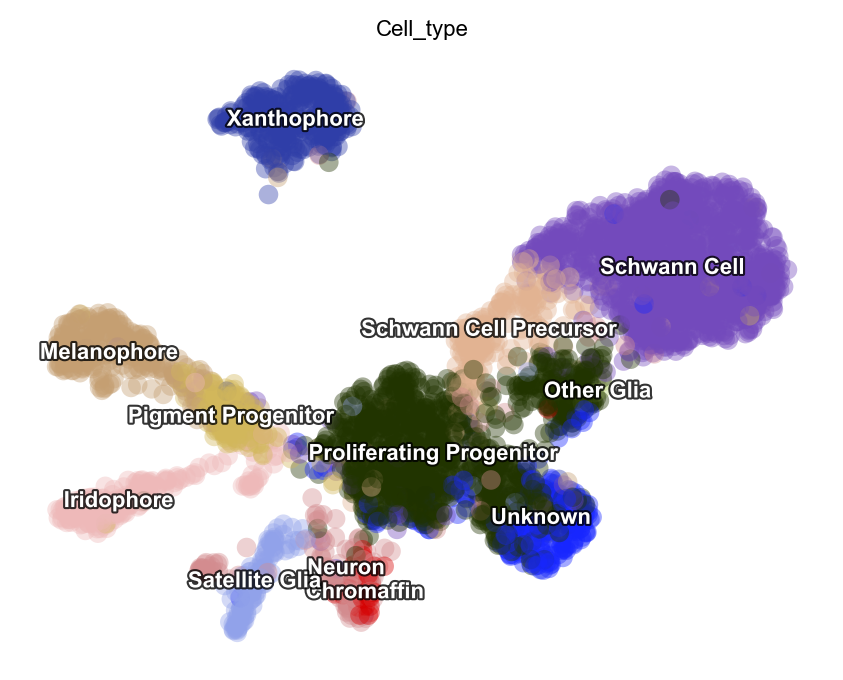 Cell_type
Xanthophore
Schwann Cell
Schwann Cell Precursor
Melanophore
Other Glia
Pigment Progenitor
Proliferating Progenitor
Iridophore
Unknown
Neuron
Satellite Glia
Chromaffin